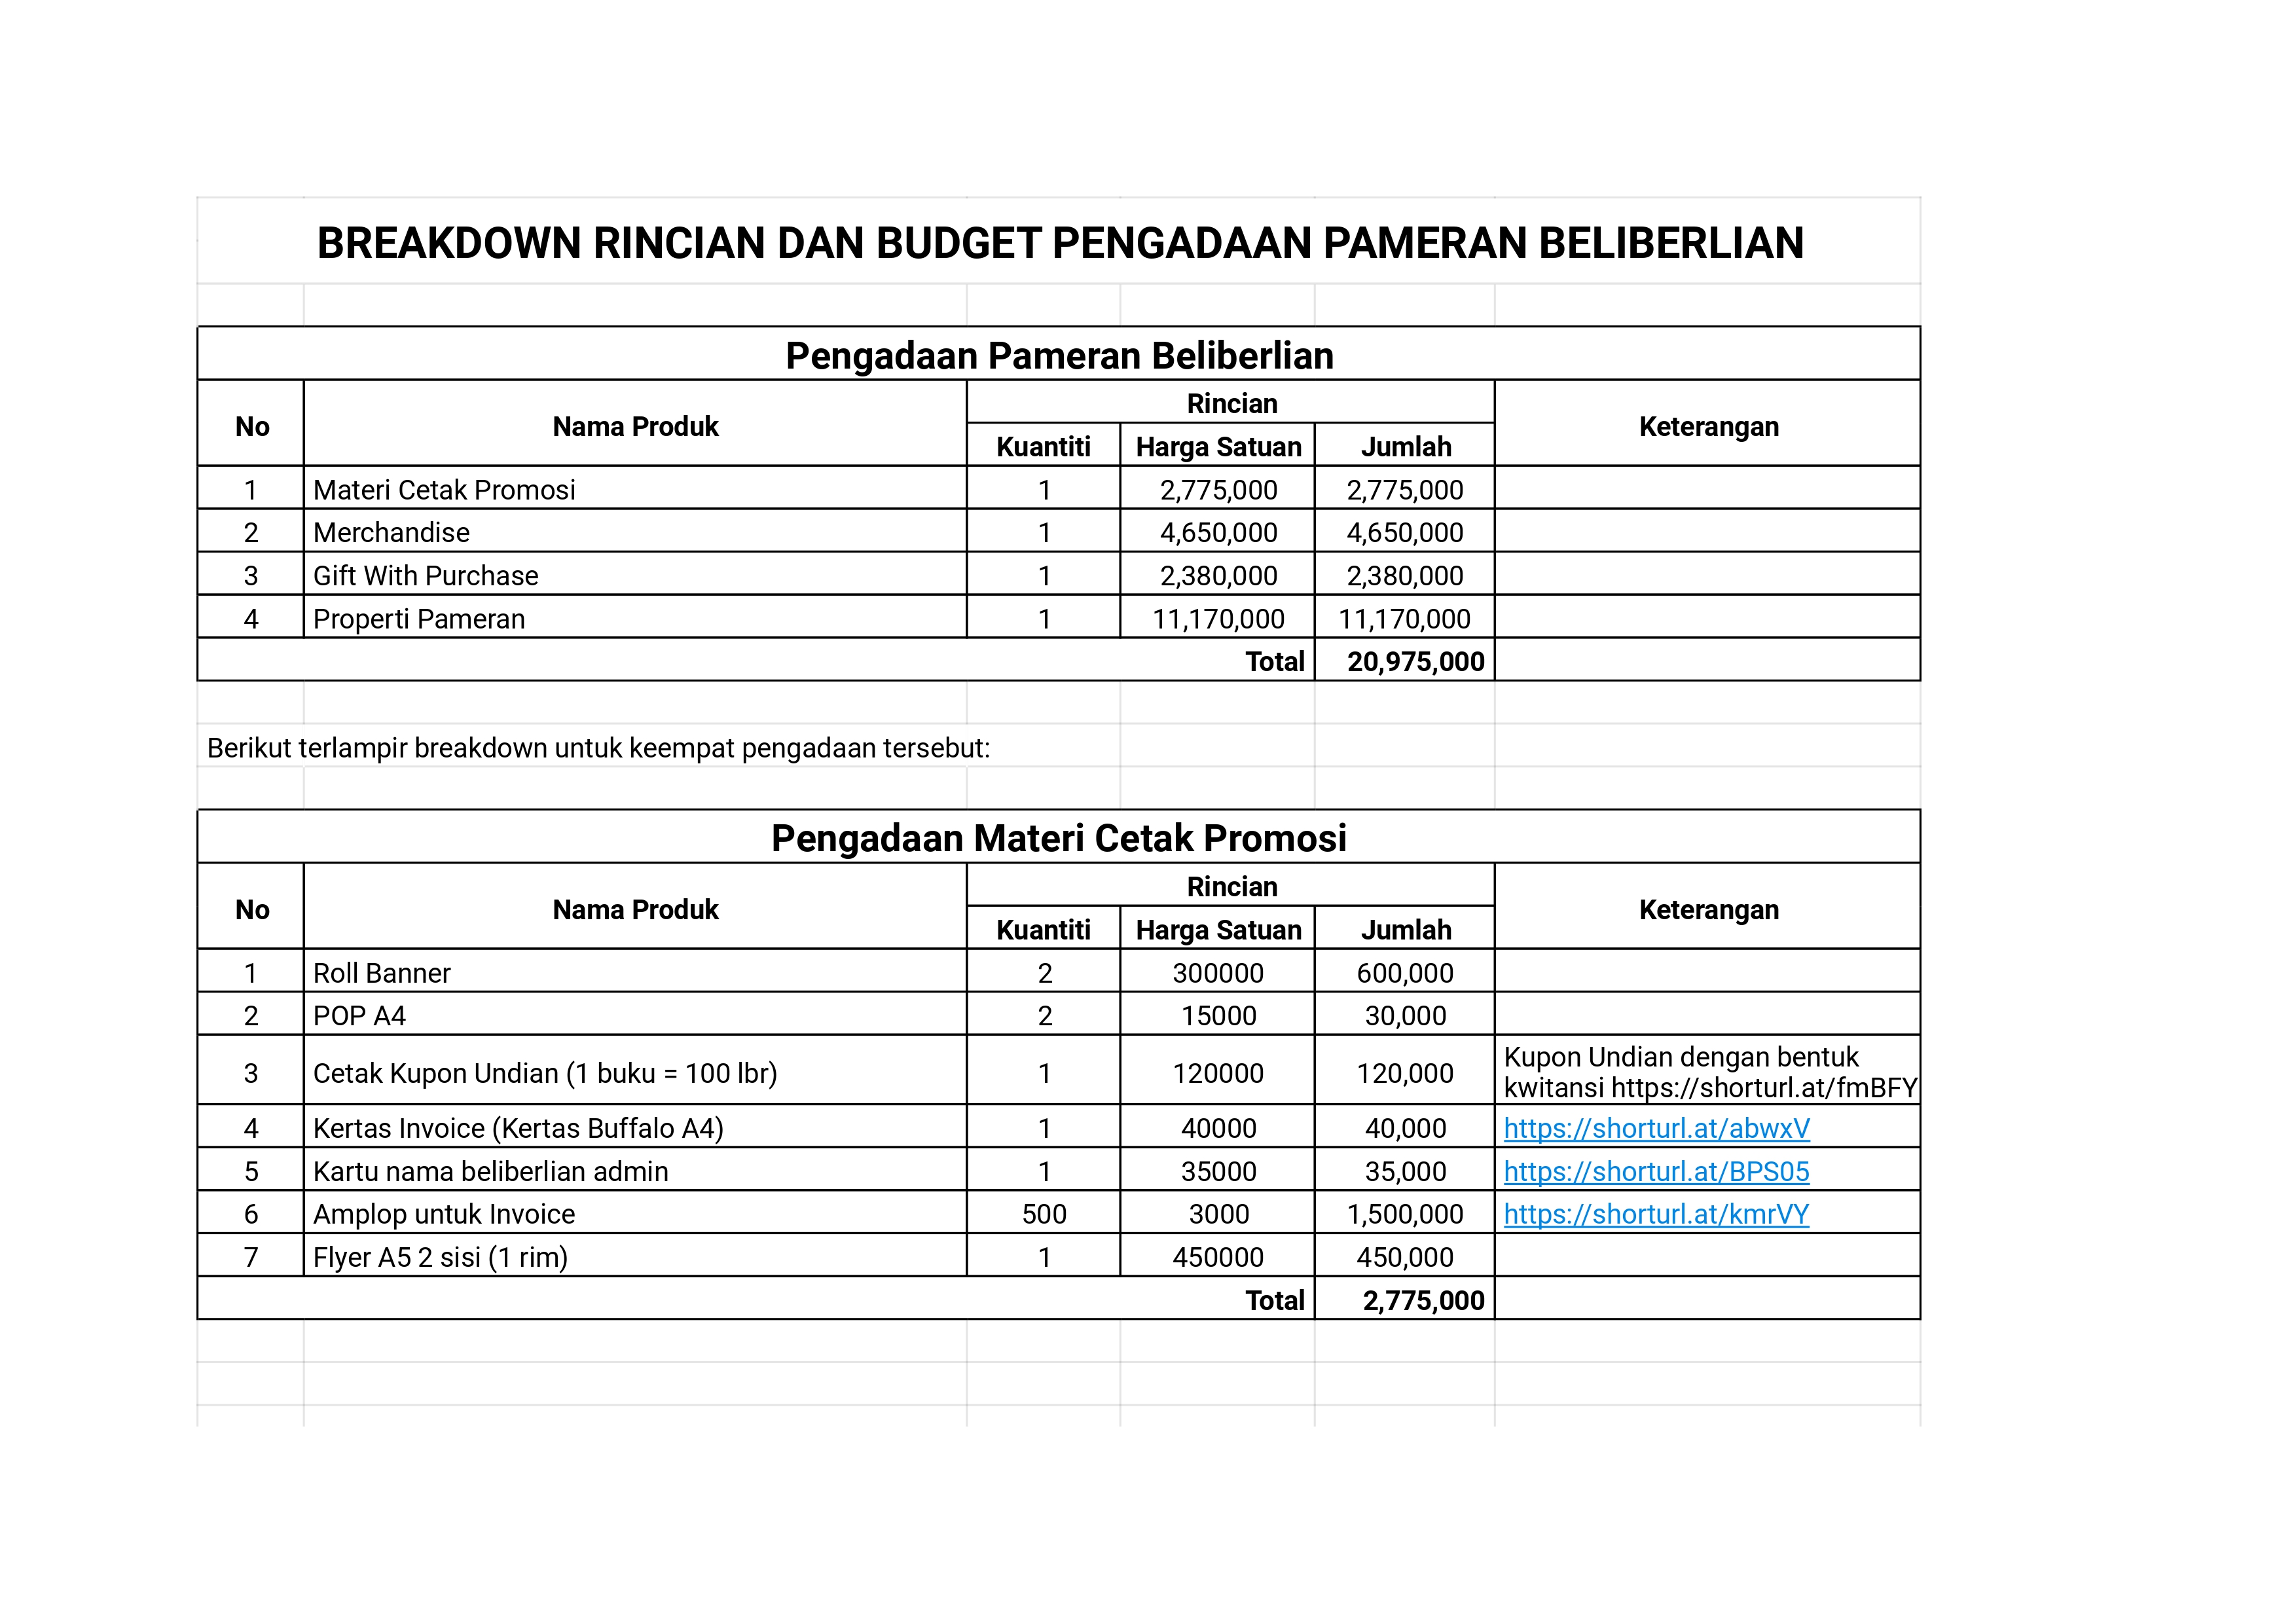 BREAKDOWN RINCIAN DAN BUDGET PENGADAAN PAMERAN BELIBERLIAN
Pengadaan Pameran Beliberlian
No Nama Produk Rincian Keterangan
Kuantiti Harga Satuan Jumlah
1 Materi Cetak Promosi 1 2,775,000 2,775,000
2 Merchandise 1 4,650,000 4,650,000
3 Gift With Purchase 1 2,380,000 2,380,000
4 Properti Pameran 1 11,170,000 11,170,000
Total 20,975,000
Berikut terlampir breakdown untuk keempat pengadaan tersebut:
Pengadaan Materi Cetak Promosi
No Nama Produk Rincian Keterangan
Kuantiti Harga Satuan Jumlah
1 Roll Banner 2 300000 600,000
2 POP A4 2 15000 30,000
3 Cetak Kupon Undian (1 buku = 100 lbr) 1 120000 120,000 Kupon Undian dengan bentuk
kwitansi https://shorturl.at/fmBFY
4 Kertas Invoice (Kertas Buffalo A4) 1 40000 40,000 https://shorturl.at/abwxV
5 Kartu nama beliberlian admin 1 35000 35,000 https://shorturl.at/BPS05
6 Amplop untuk Invoice 500 3000 1,500,000 https://shorturl.at/kmrVY
7 Flyer A5 2 sisi (1 rim) 1 450000 450,000
Total 2,775,000